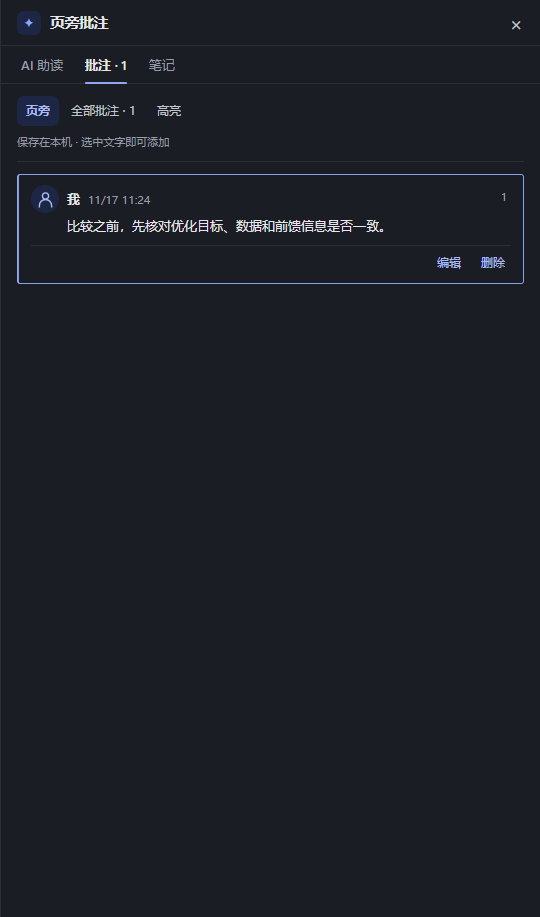 页旁批注
AI 助读 批注 · 1 笔记
页旁 全部批注 · 1 高亮
保存在本机 · 选中文字即可添加
我 11/17 11:24 1
比较之前，先核对优化目标、数据和前馈信息是否一致。
编辑 删除